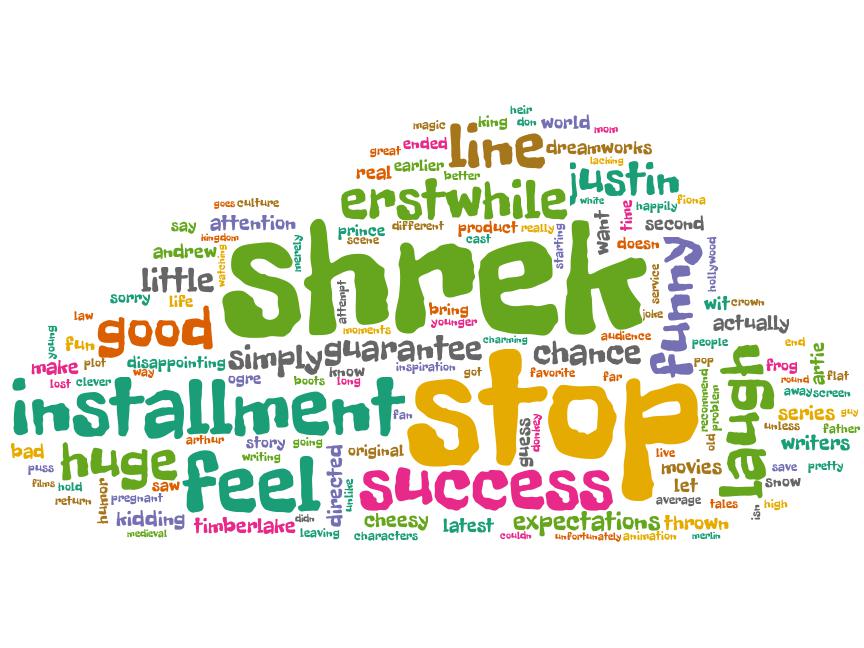 heir
magic king don world mom
great ended line dreamworks
real earlier better lacking
erstwhile justin
white want time happily fiona
goes culture
say attention prince different product really starting second
kingdom scene cast doesn
andrew watching merely shrek funny hollywood
little attempt service
sorry life bring joke wit crown
law younger actually
good moments audience
young fun simply guarantee charming chance people end
make plot disappointing inspiration pop artie
way know got favorite far frog
lost clever ogre boots long round flat
installment fan stop recommend problem laugh away screen
arthur guess donkey series guy
bad story going old unless father
huge original live writers
puss writing directed movies save pretty
films hold saw feel unlike success let snow
return humor pregnant average tales high
kidding timberlake didn cheesy latest expectations thrown isn
medieval leaving characters couldn unfortunately animation merlin